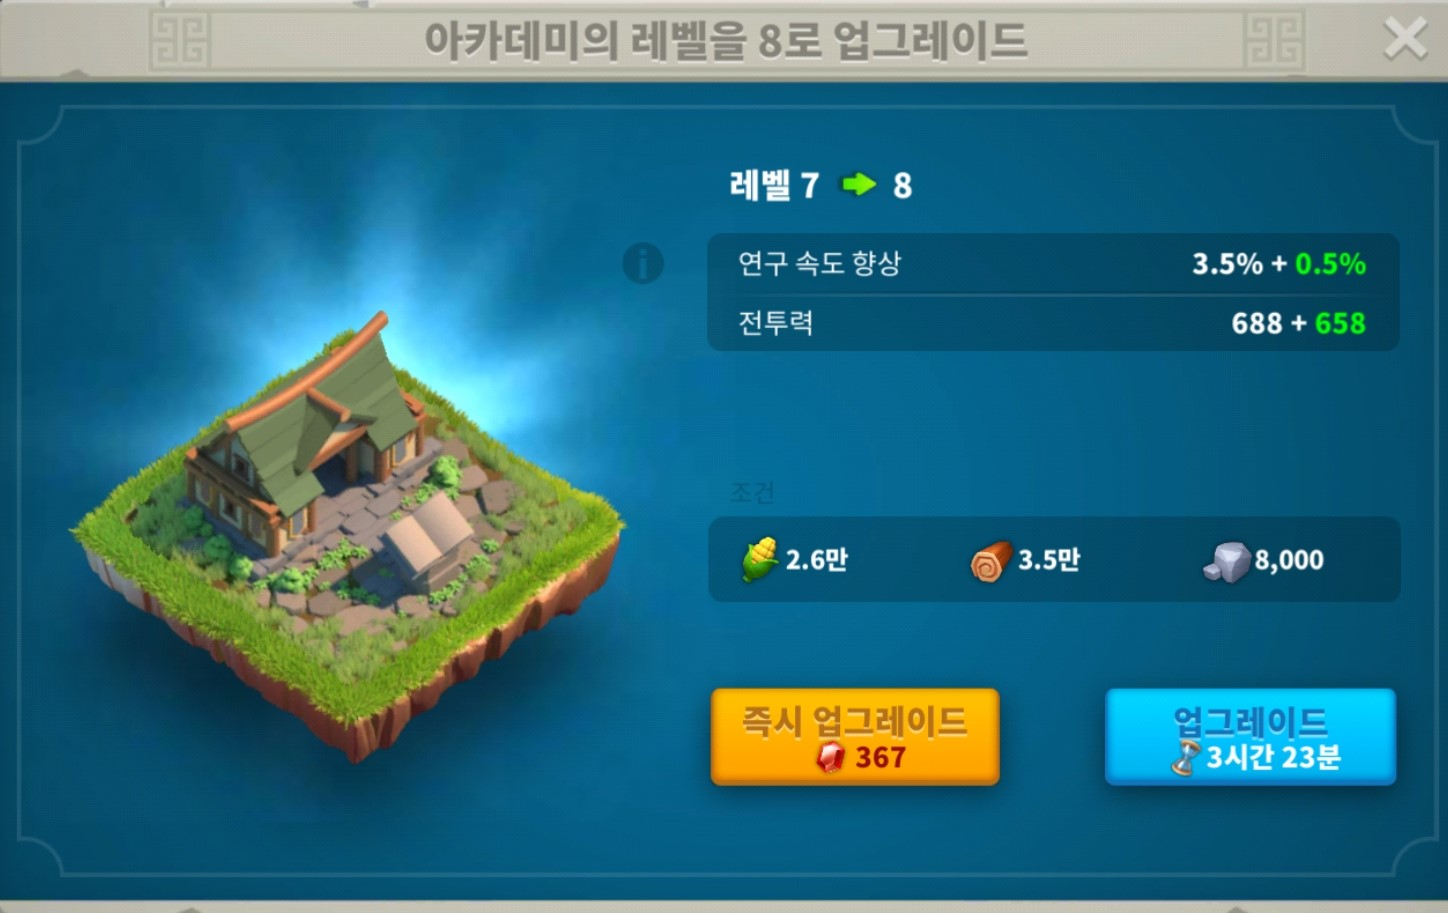 아카데미의 레벨을 8로 업그레이드
레벨 7 8
연구 속도 향상 3.5% + 0.5%
전투력 688 + 658
조건
2.6만 3.5만 8,000
즉시 업그레이드
367
업그레이드
3시간 23분